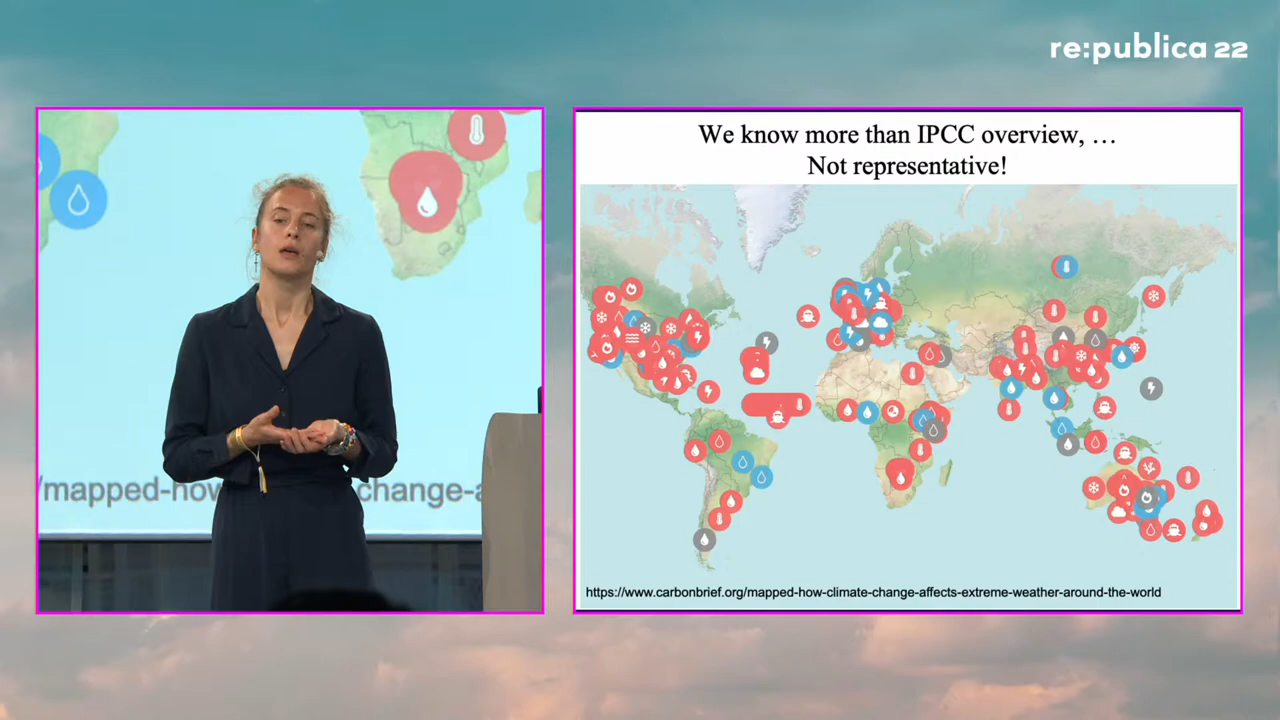 re:publica 22
/mapped-how
change-a
We know more than IPCC overview, …
Not representative!
https://www.carbonbrief.org/mapped-how-climate-change-affects-extreme-weather-around-the-world